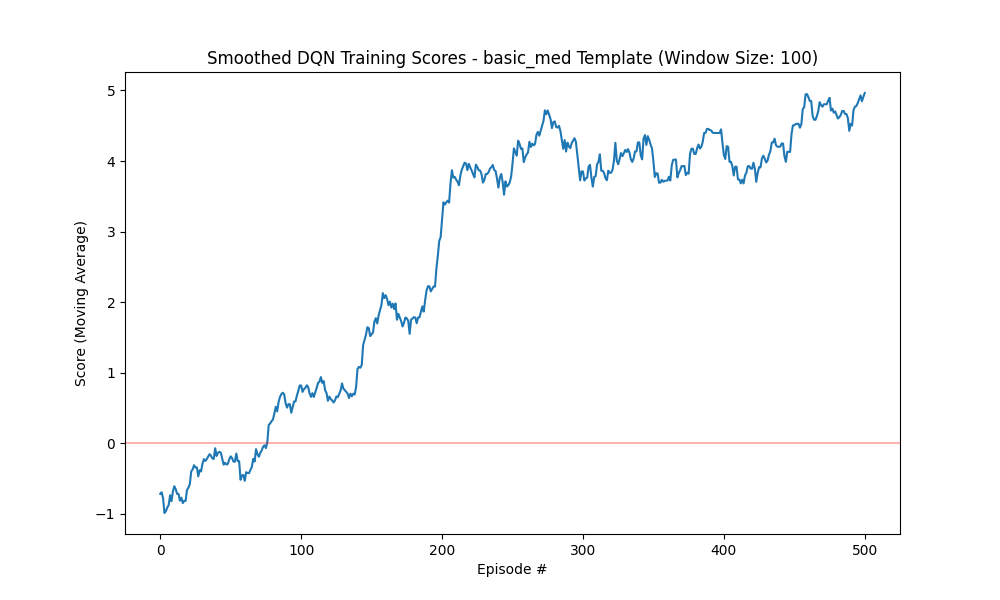 Smoothed DQN Training Scores - basic_med Template (Window Size: 100)
Score (Moving Average)
5
4
3
2
1
0
−1
0 100 200 300 400 500
Episode #